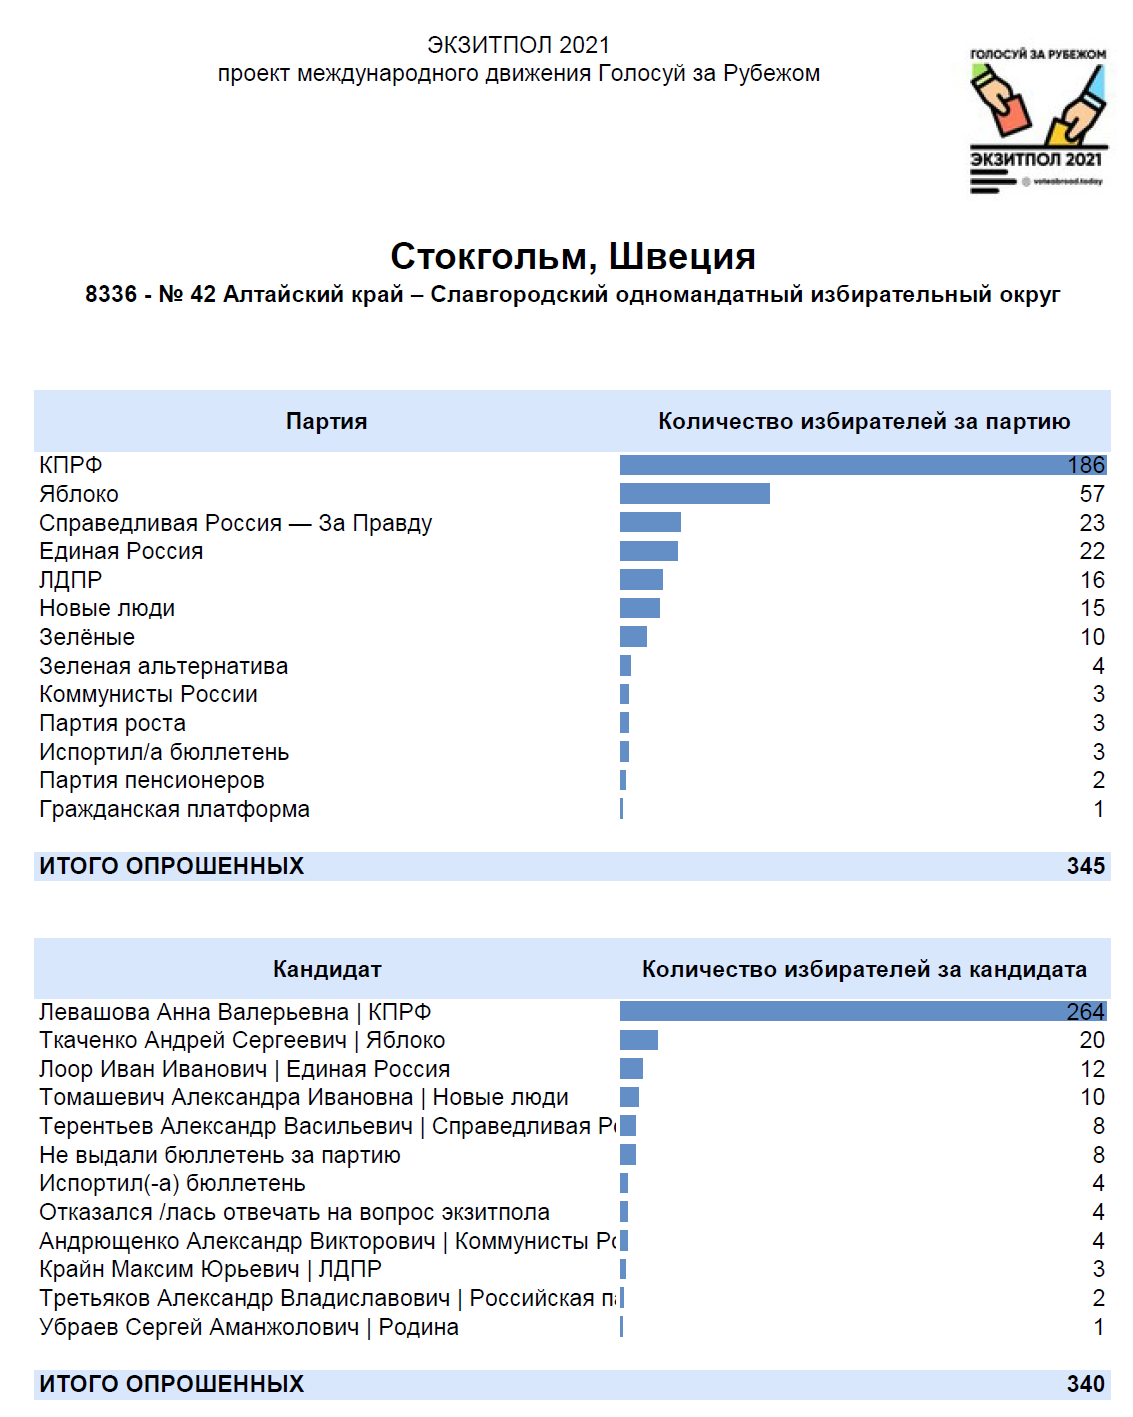 ЭКЗИТПОЛ 2021
проект международного движения Голосуй за Рубежом
ГОЛОСУЙ ЗА РУБЕЖОМ
ЭКЗИТПОЛ 2021
voteabroad.today
Стокгольм, Швеция
8336 - № 42 Алтайский край – Славгородский одномандатный избирательный округ
Партия Количество избирателей за партию
КПРФ 186
Яблоко 57
Справедливая Россия — За Правду 23
Единая Россия 22
ЛДПР 16
Новые люди 15
Зелёные 10
Зеленая альтернатива 4
Коммунисты России 3
Партия роста 3
Испортил/а бюллетень 3
Партия пенсионеров 2
Гражданская платформа 1
ИТОГО ОПРОШЕННЫХ 345
Кандидат Количество избирателей за кандидата
Левашова Анна Валерьевна | КПРФ 264
Ткаченко Андрей Сергеевич | Яблоко 20
Лоор Иван Иванович | Единая Россия 12
Томашевич Александра Ивановна | Новые люди 10
Терентьев Александр Васильевич | Справедливая Ро 8
Не выдали бюллетень за партию 8
Испортил(-а) бюллетень 4
Отказался /лась отвечать на вопрос экзитпола 4
Андрющенко Александр Викторович | Коммунисты Ро 4
Крайн Максим Юрьевич | ЛДПР 3
Третьяков Александр Владиславович | Российская па 2
Убраев Сергей Аманжолович | Родина 1
ИТОГО ОПРОШЕННЫХ 340